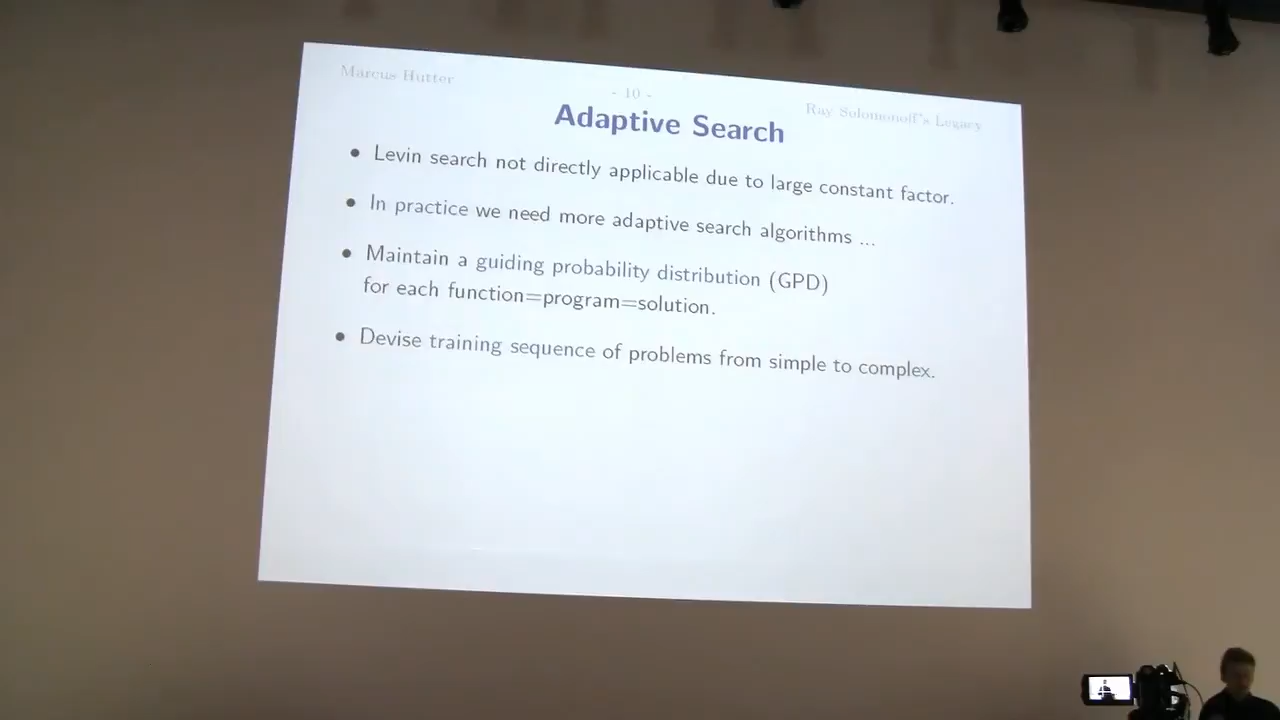 Marcus Hutter
- 10 -
Ray Solomonoff's Legacy
Adaptive Search
• Levin search not directly applicable due to large constant factor.
• In practice we need more adaptive search algorithms ...
• Maintain a guiding probability distribution (GPD)
for each function=program=solution.
• Devise training sequence of problems from simple to complex.